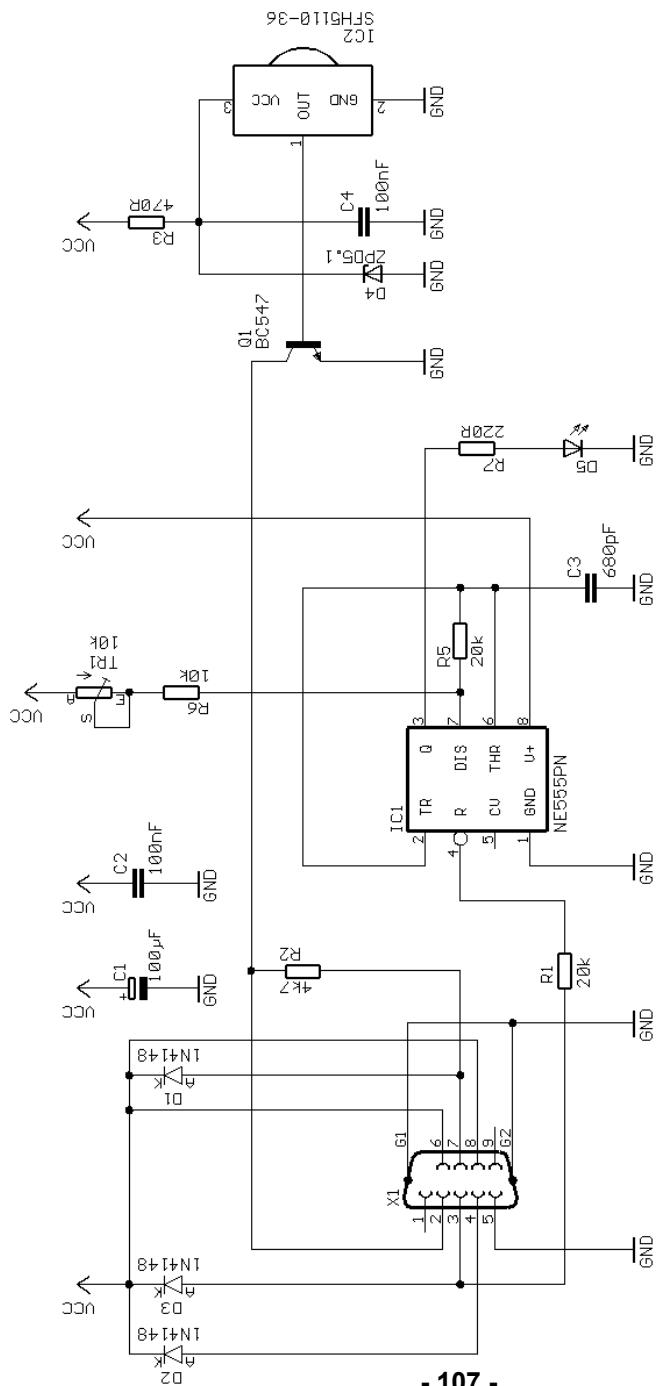 SFH5110-36
IC2
3
VCC
OUT
GND
2
1
GND
VCC
470R
R3
C4
100nF
GND
ZPD5.1
D4
GND
Q1
BC547
GND
220R
R7
D5
GND
VCC
C3
680pF
GND
VCC
10k
TR1
A
S
E
10k
R6
R5
20k
IC1
NE555PN
3
Q
7
DIS
6
THR
8
V+
2
TR
4
R
5
CV
1
GND
GND
VCC
C2
100nF
GND
VCC
C1
+
100µF
GND
R2
4k7
R1
20k
1N4148
K
A
D1
G1
G2
GND
X1
6
7
8
9
1
2
3
4
5
GND
VCC
1N4148
K
A
D3
1N4148
K
A
D2
- 107 -